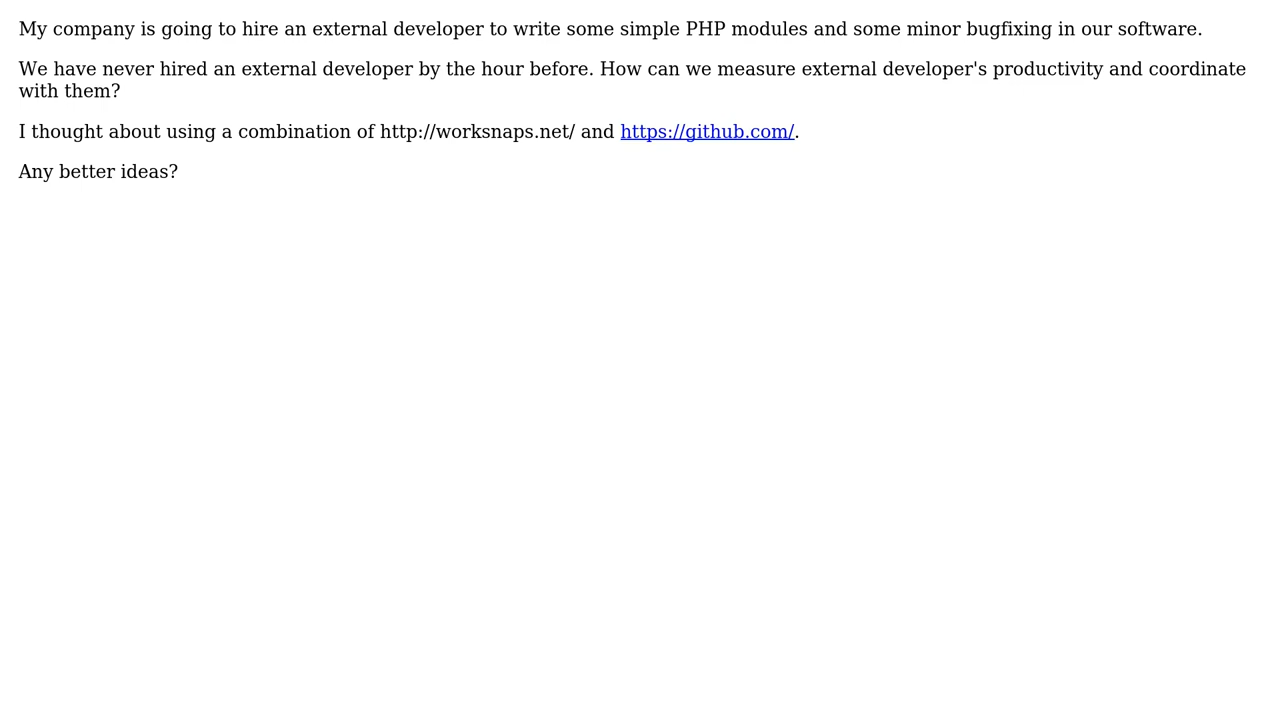 My company is going to hire an external developer to write some simple PHP modules and some minor bugfixing in our software.
We have never hired an external developer by the hour before. How can we measure external developer's productivity and coordinate
with them?
I thought about using a combination of http://worksnaps.net/ and https://github.com/.
Any better ideas?